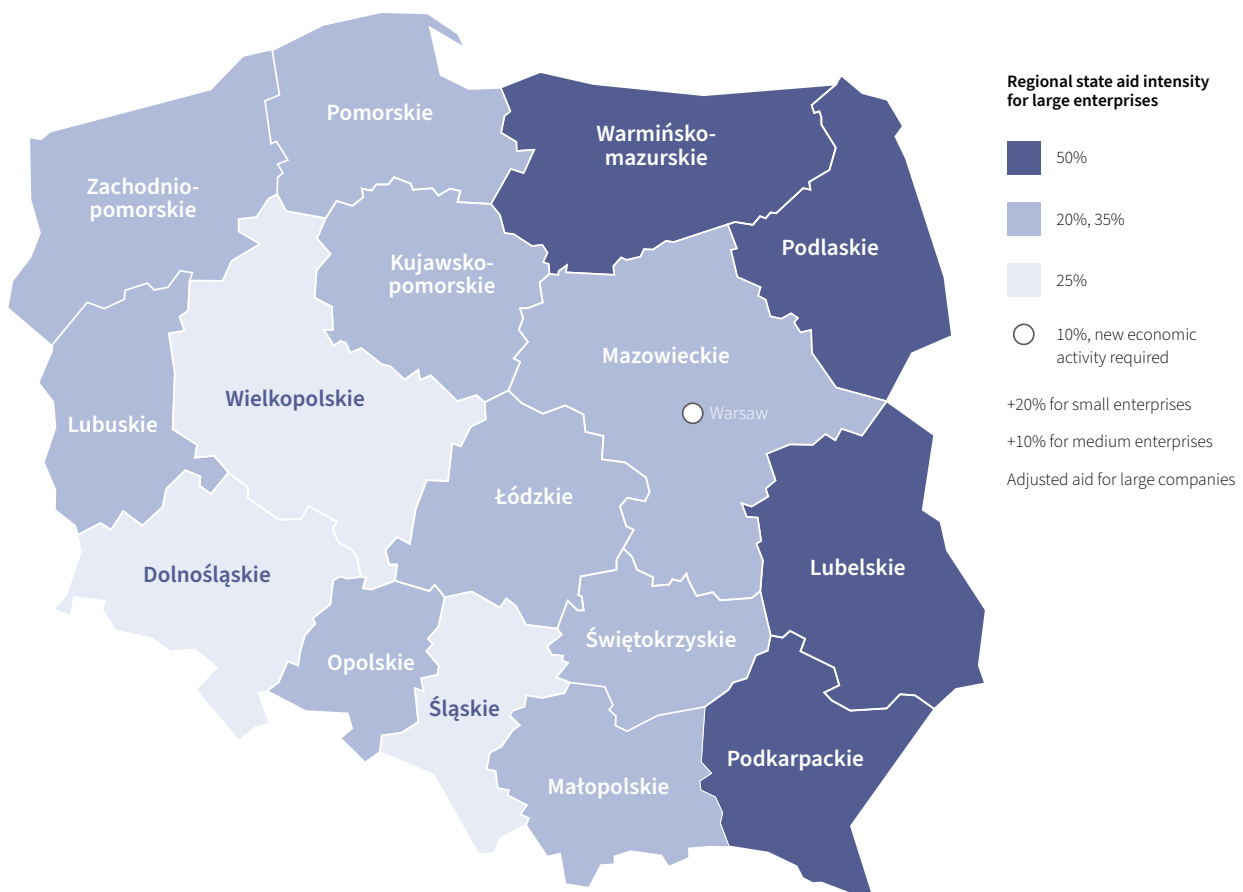 Pomorskie
Warmińsko-
mazurskie
Zachodnio-
pomorskie
Podlaskie
Kujawsko-
pomorskie
Mazowieckie
Wielkopolskie
Warsaw
Lubuskie
Łódzkie
Lubelskie
Dolnośląskie
Świętokrzyskie
Opolskie
Śląskie
Podkarpackie
Małopolskie
Regional state aid intensity
for large enterprises
50%
20%, 35%
25%
10%, new economic
activity required
+20% for small enterprises
+10% for medium enterprises
Adjusted aid for large companies